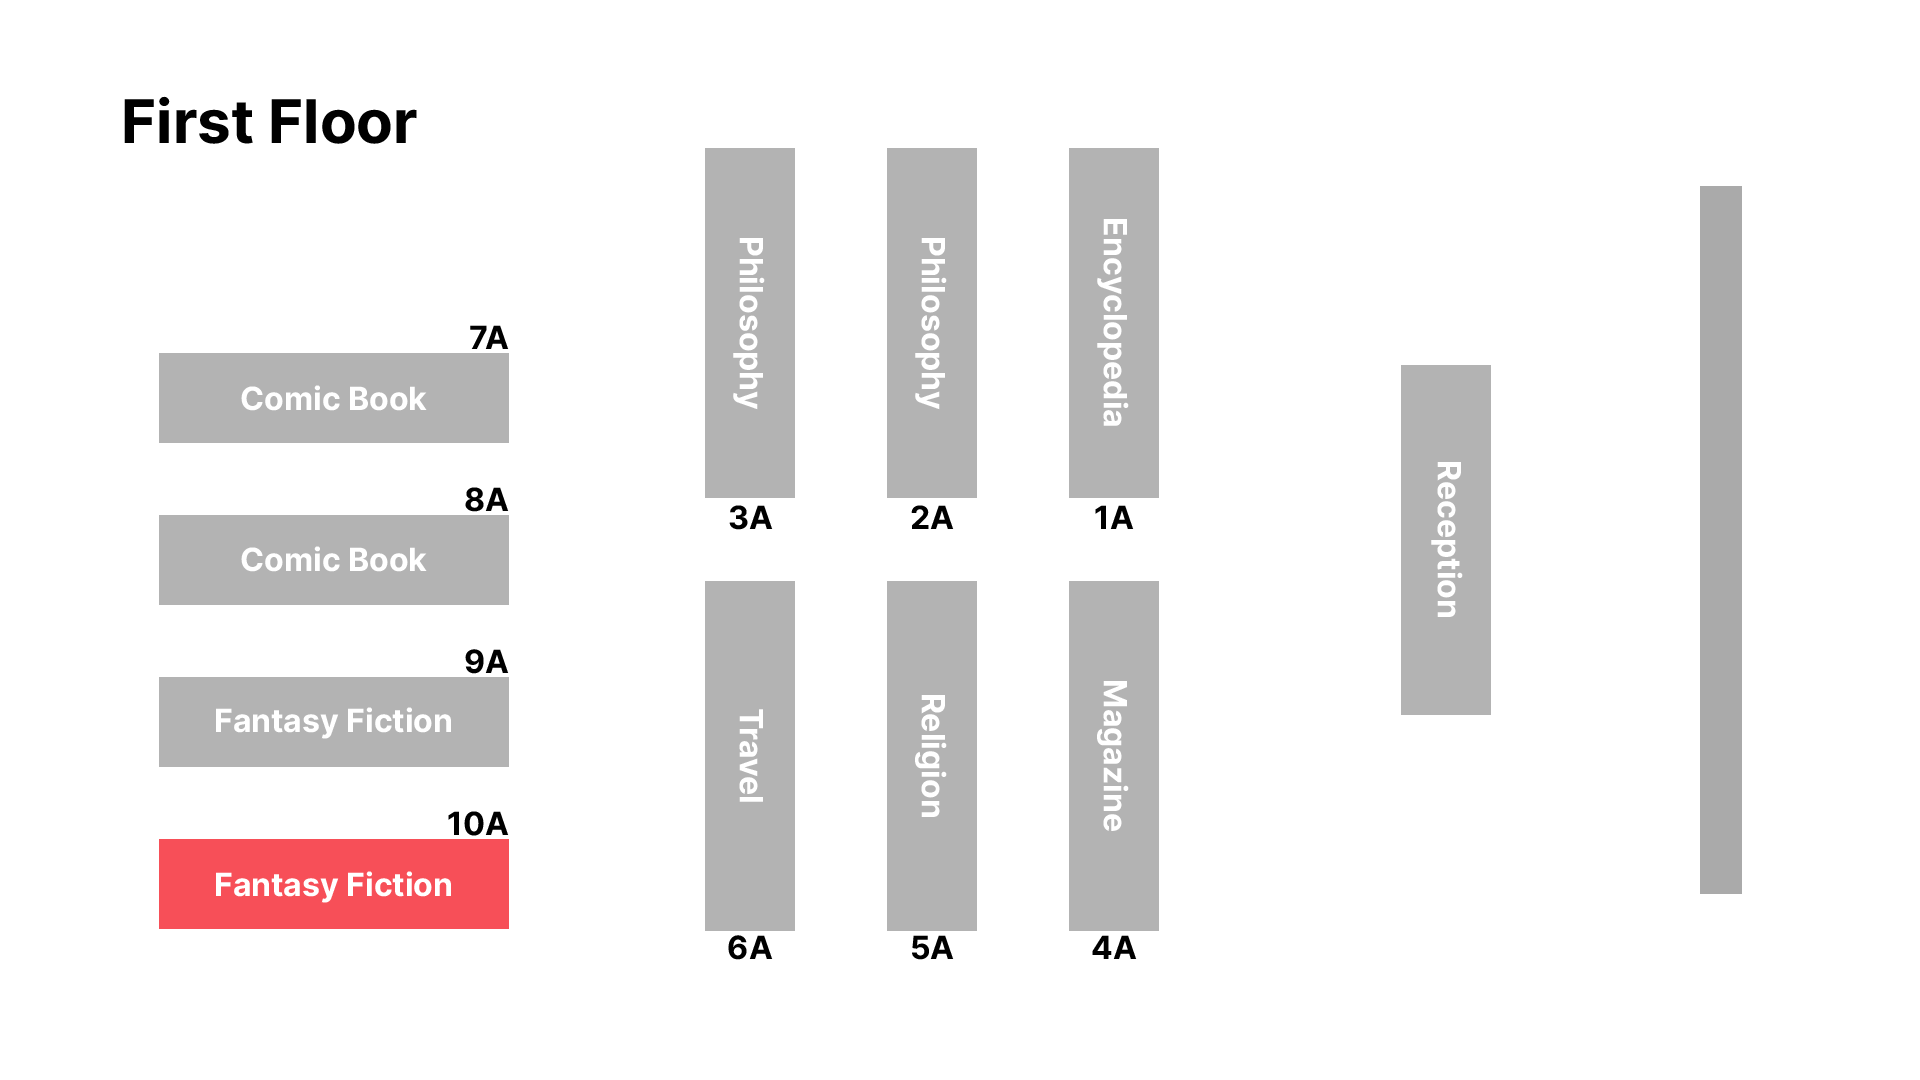 First Floor
7A
Comic Book
8A
Comic Book
9A
Fantasy Fiction
10A
Fantasy Fiction
Philosophy
3A
Philosophy
2A
Encyclopedia
1A
Travel
6A
Religion
5A
Magazine
4A
Reception